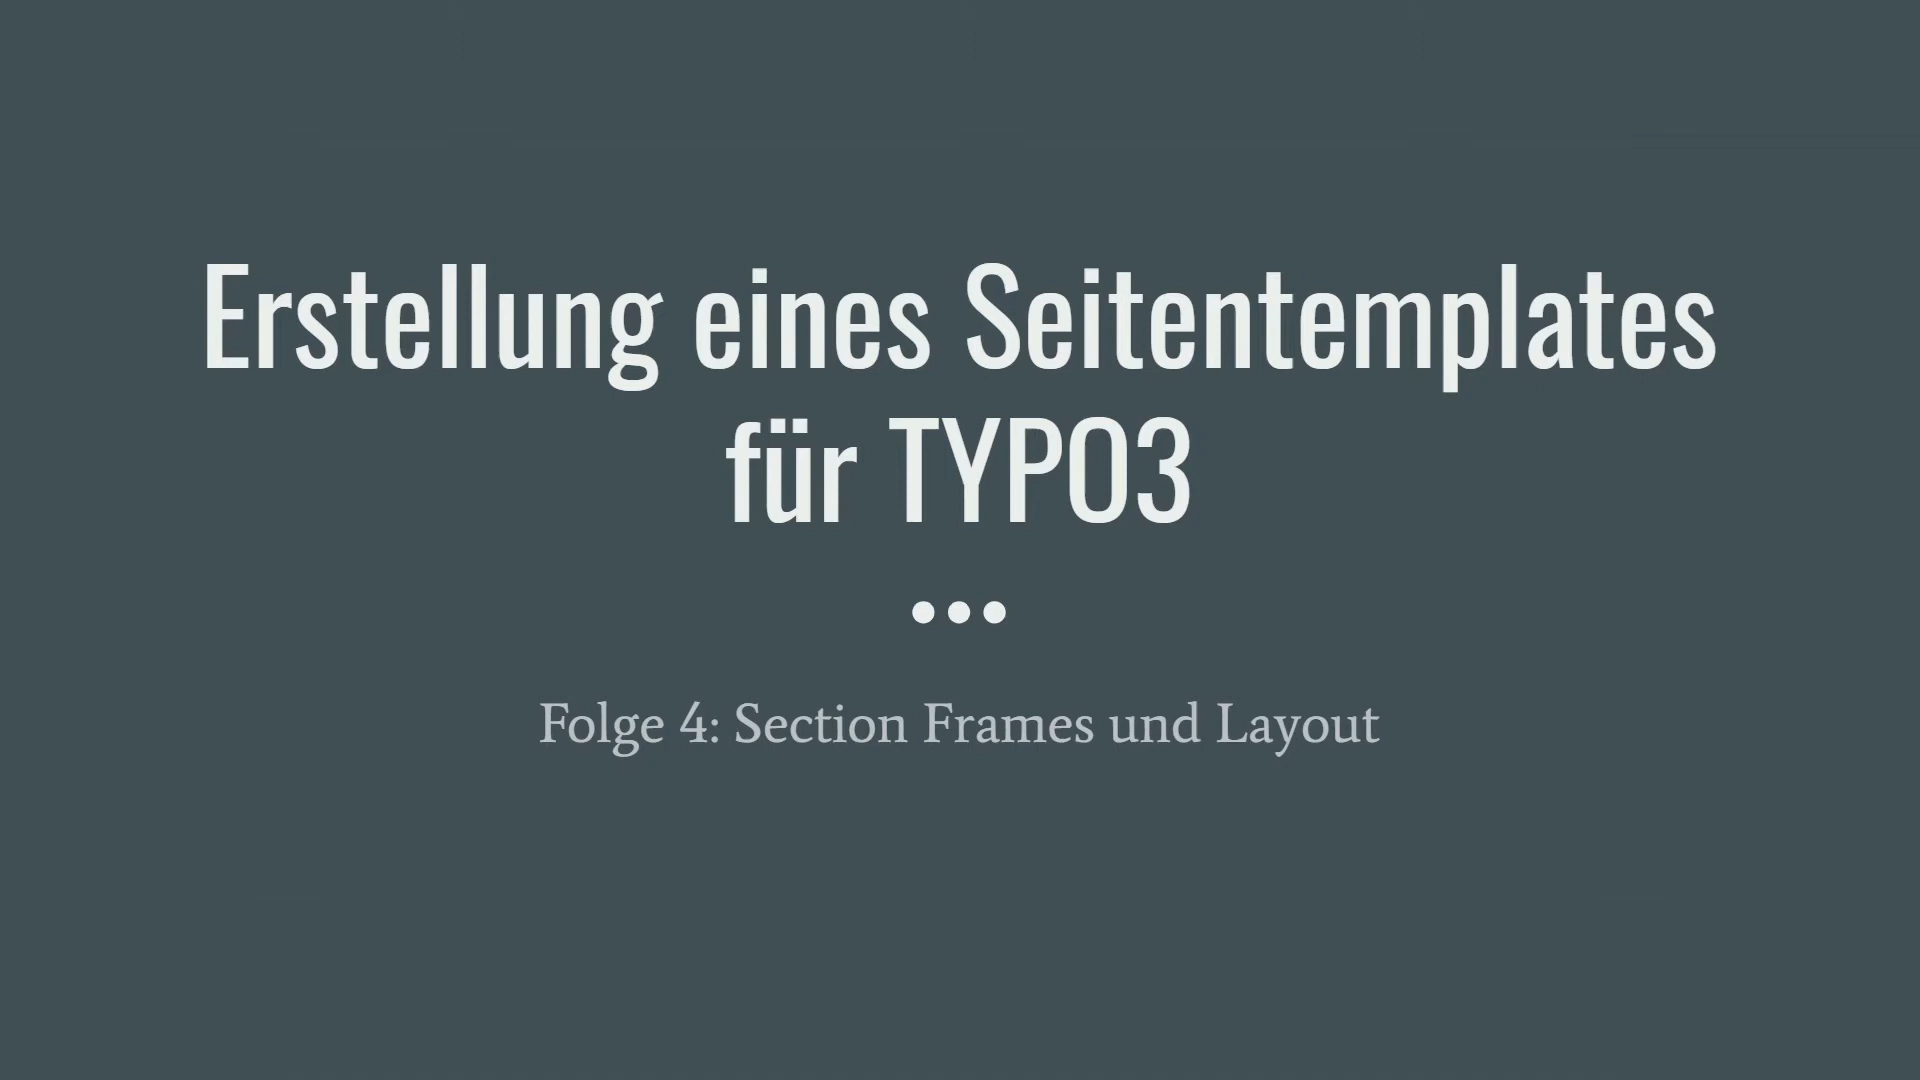 Erstellung eines Seitentemplates
für TYPO3
Folge 4: Section Frames und Layout